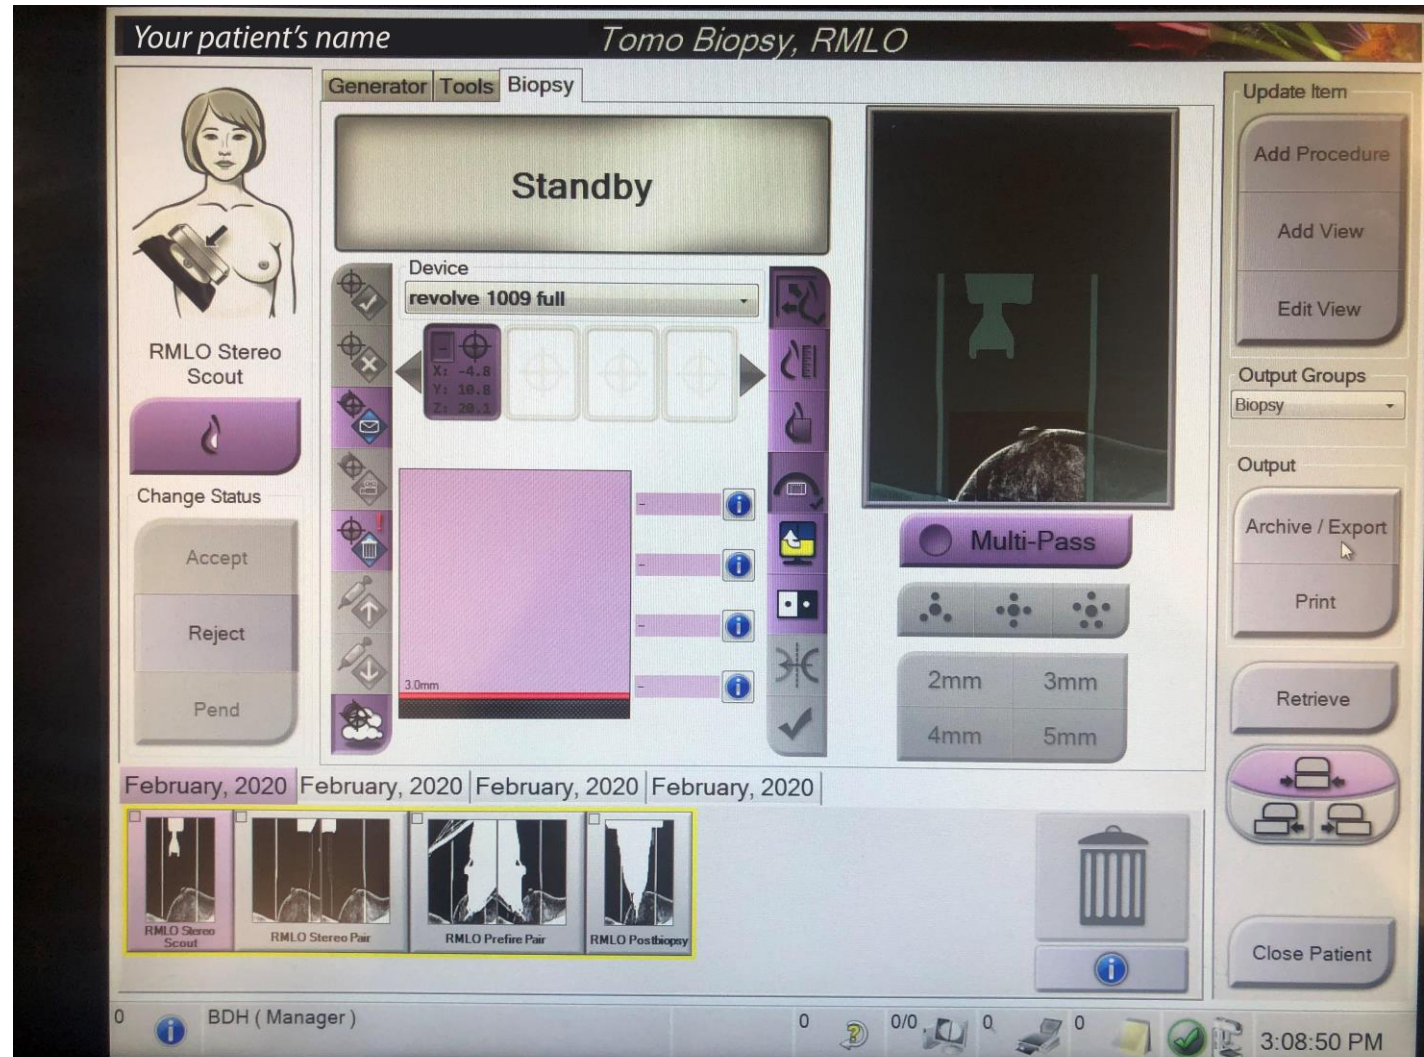 Your patient's name
Tomo Biopsy, RMLO
Generator
Tools
Biopsy
Standby
Device
revolve 1009 full
X: -4.8
Y: 10.8
Z: 20.1
3.0mm
-
-
-
-
RMLO Stereo
Scout
Change Status
Accept
Reject
Pend
Multi-Pass
2mm
3mm
4mm
5mm
Update Item
Add Procedure
Add View
Edit View
Output Groups
Biopsy
Output
Archive / Export
Print
Retrieve
Close Patient
February, 2020
February, 2020
February, 2020
February, 2020
RMLO Stereo
Scout
RMLO Stereo Pair
RMLO Prefire Pair
RMLO Postbiopsy
0
BDH ( Manager )
0
0/0
0
0
3:08:50 PM